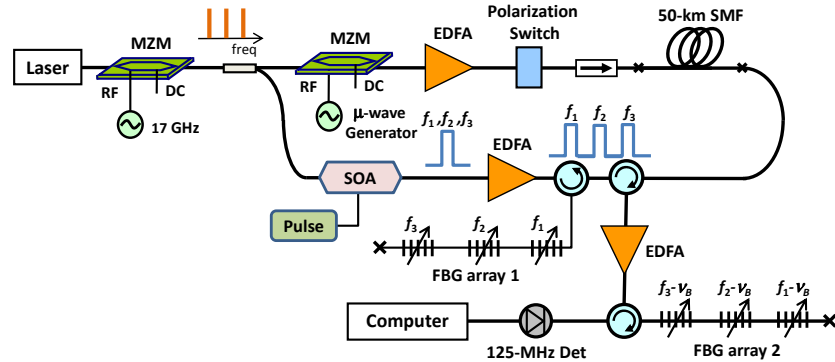 Laser
MZM
RF
DC
17 GHz
freq
MZM
RF
DC
μ-wave
Generator
EDFA
Polarization
Switch
50-km SMF
SOA
Pulse
f1 ,f2 ,f3
EDFA
f1
f2
f3
f3
f2
f1
FBG array 1
EDFA
Computer
125-MHz Det
f3- νB
f2- νB
f1- νB
FBG array 2